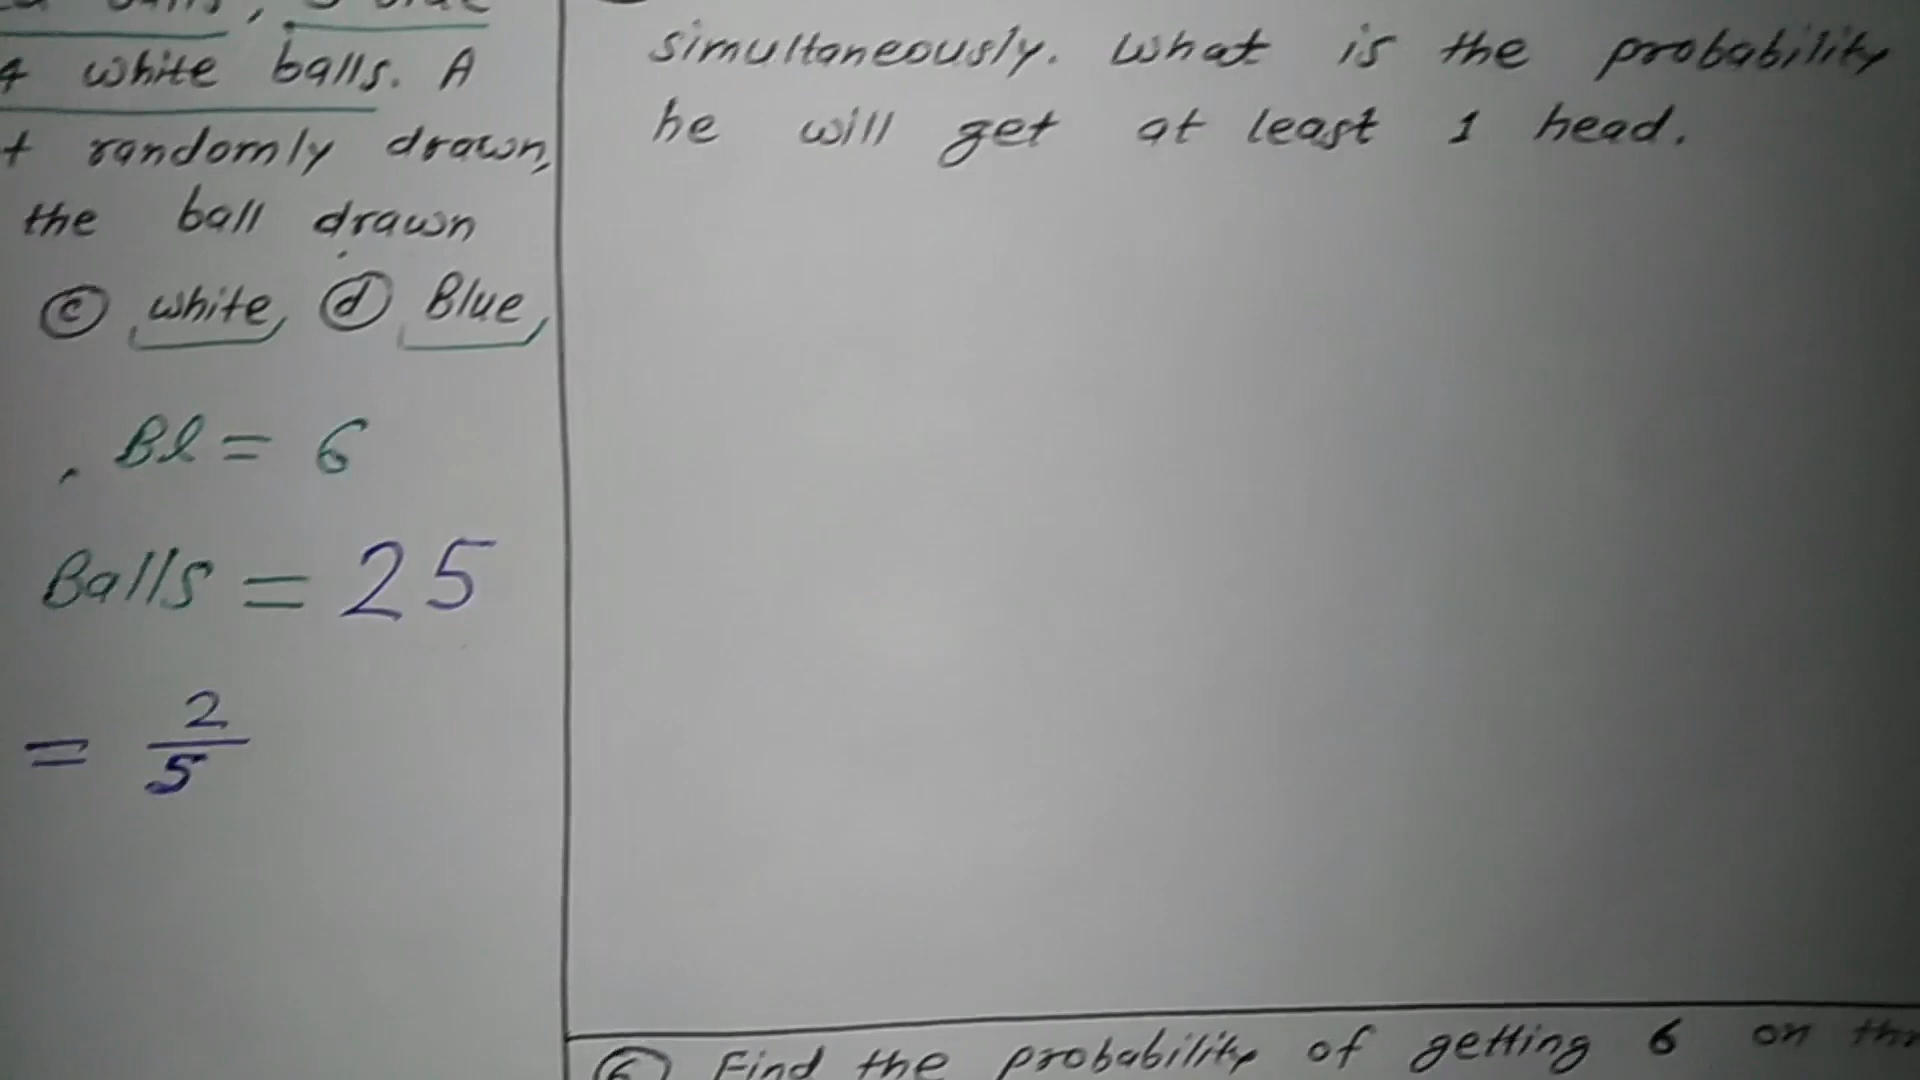 balls,
4 white balls. A
randomly drawn,
the ball drawn
ⓒ white, ⓓ Blue,
, Bl = 6
Balls = 25
= 2/5
simultaneously. What is the probability
he will get at least 1 head.
Find the probability of getting 6 on